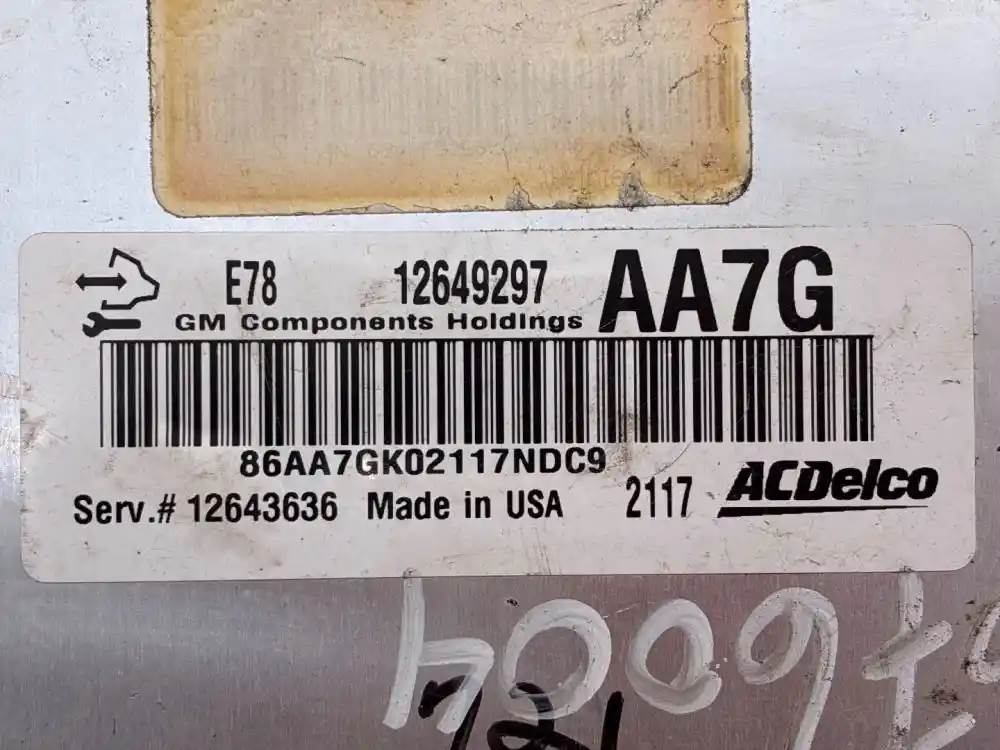 E78 12649297 AA7G
GM Components Holdings
86AA7GK02117NDC9
Serv.# 12643636 Made in USA 2117 ACDelco